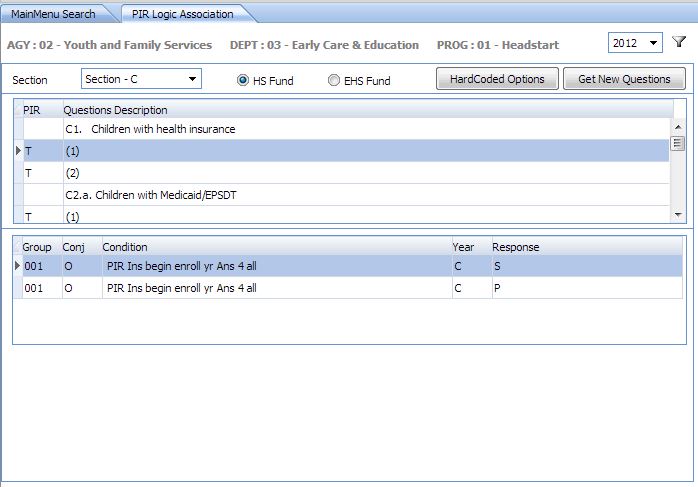 MainMenu Search PIR Logic Association
AGY : 02 - Youth and Family Services DEPT : 03 - Early Care & Education PROG : 01 - Headstart 2012
Section Section - C HS Fund EHS Fund HardCoded Options Get New Questions
PIR Questions Description
C1. Children with health insurance
T (1)
T (2)
C2.a. Children with Medicaid/EPSDT
T (1)
Group Conj Condition Year Response
001 O PIR Ins begin enroll yr Ans 4 all C S
001 O PIR Ins begin enroll yr Ans 4 all C P